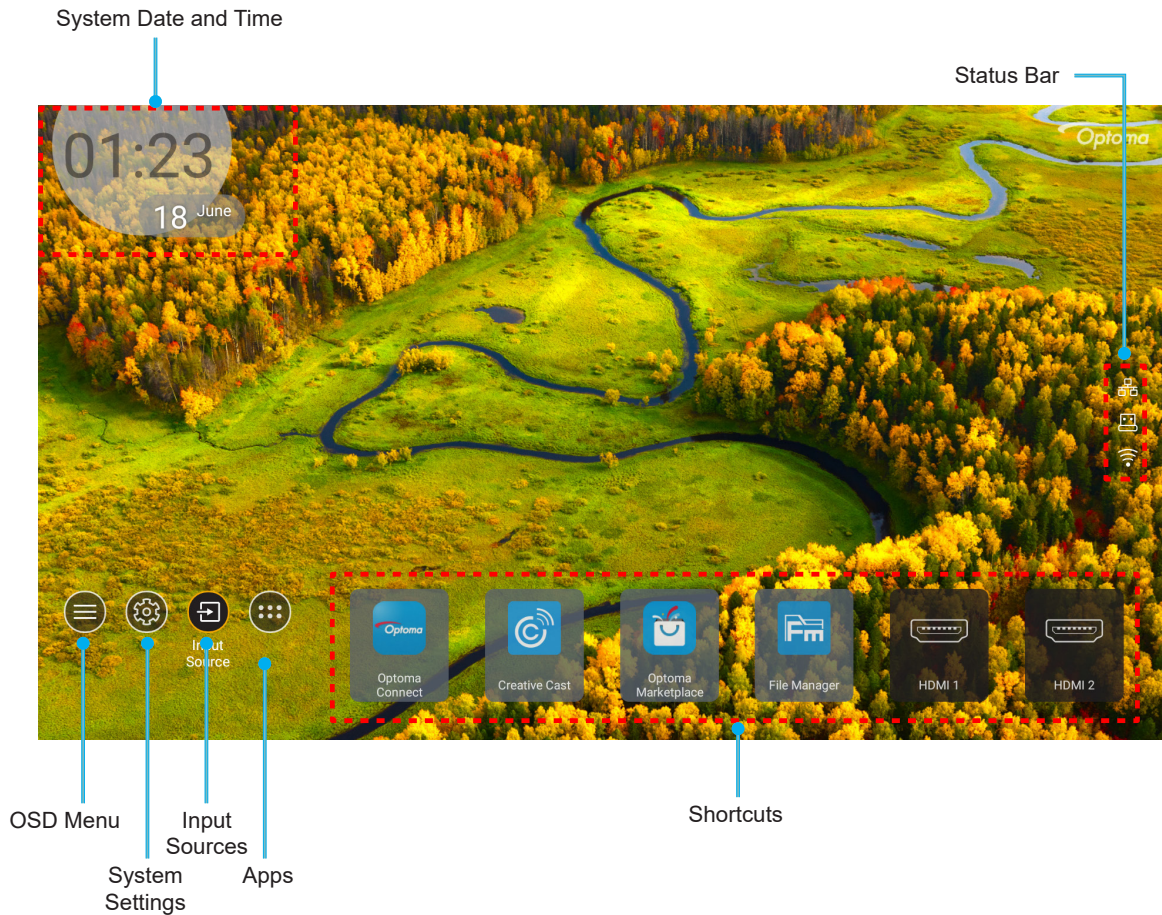 System Date and Time
Status Bar
Optoma
01:23
18 June
Input
Source
Optoma
Optoma
Connect
Creative Cast
Optoma
Marketplace
Fm
File Manager
HDMI 1
HDMI 2
OSD Menu
Input
Sources
Shortcuts
System
Settings
Apps